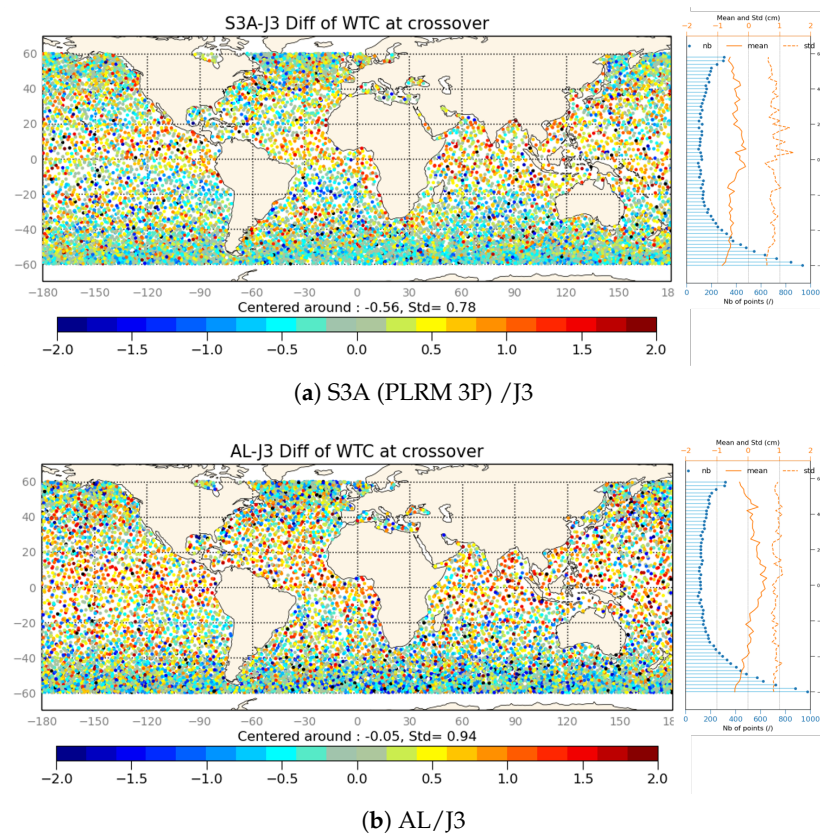 S3A-J3 Diff of WTC at crossover
60
40
20
0
−20
−40
−60
−180 −150 −120 −90 −60 −30 0 30 60 90 120 150 180
Centered around : -0.56, Std= 0.78
−2.0 −1.5 −1.0 −0.5 0.0 0.5 1.0 1.5 2.0
Mean and Std (cm)
−2 −1 0 1 2
nb mean std
0 200 400 600 800 1000
Nb of points (/)
(a) S3A (PLRM 3P) /J3
AL-J3 Diff of WTC at crossover
60
40
20
0
−20
−40
−60
−180 −150 −120 −90 −60 −30 0 30 60 90 120 150 180
Centered around : -0.05, Std= 0.94
−2.0 −1.5 −1.0 −0.5 0.0 0.5 1.0 1.5 2.0
Mean and Std (cm)
−2 −1 0 1 2
nb mean std
0 200 400 600 800 1000
Nb of points (/)
(b) AL/J3